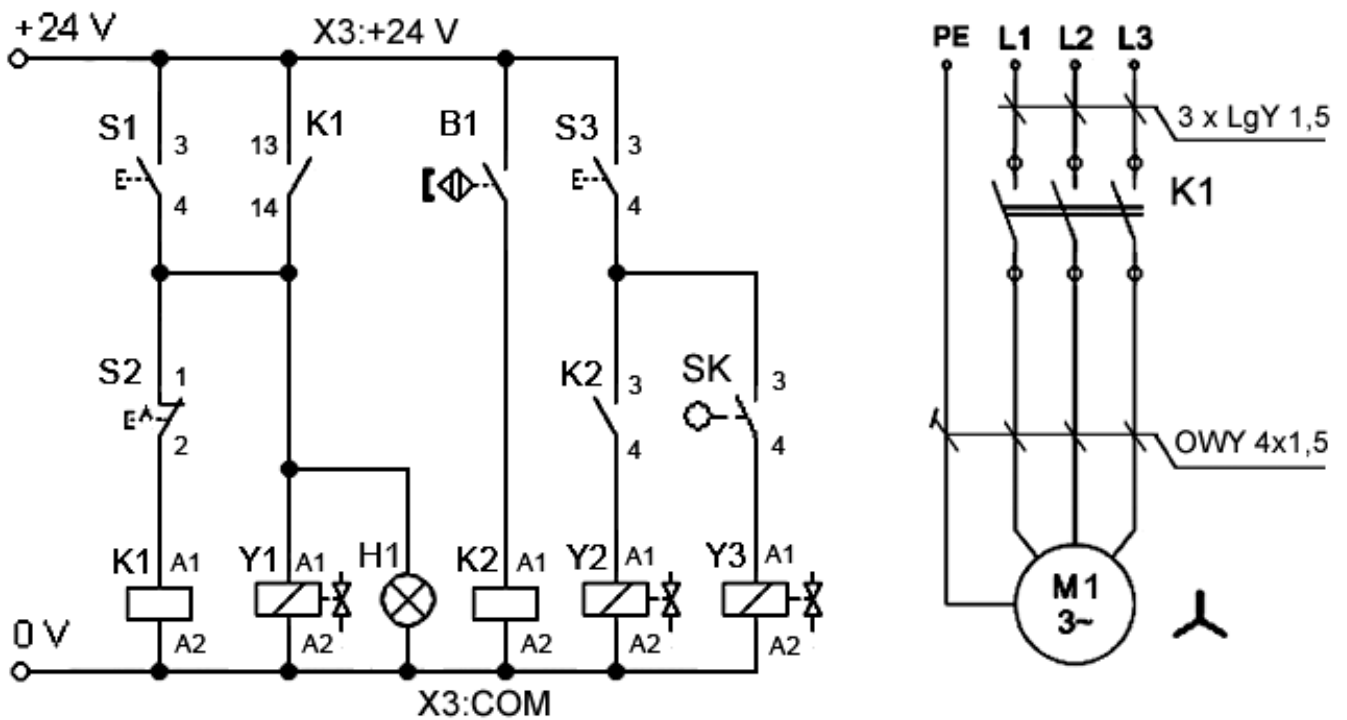 +24 V
X3:+24 V
S1
3
4
13
K1
14
B1
S3
3
4
S2
1
2
K2
3
4
SK
3
4
K1
A1
A2
Y1
A1
A2
H1
K2
A1
A2
Y2
A1
A2
Y3
A1
A2
0 V
X3:COM
PE
L1
L2
L3
3 x LgY 1,5
K1
OWY 4x1,5
M1
3~